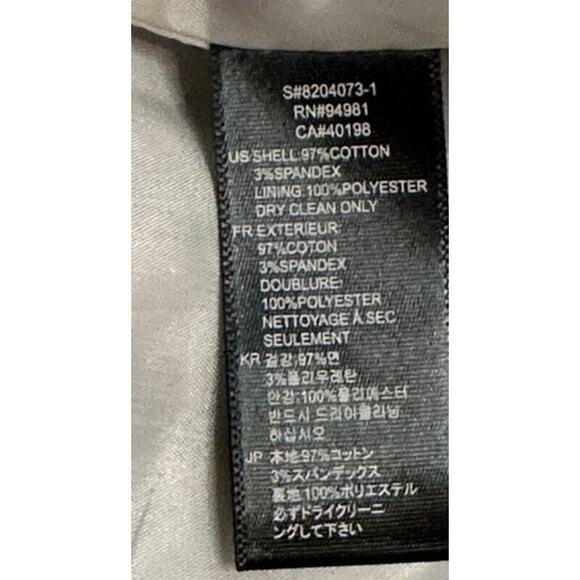 S#8204073-1
RN#94981
CA#40198
US SHELL:97%COTTON
3%SPANDEX
LINING:100%POLYESTER
DRY CLEAN ONLY
FR EXTERIEUR:
97%COTON
3%SPANDEX
DOUBLURE:
100%POLYESTER
NETTOYAGE À SEC
SEULEMENT
KR 겉감:97%면
3%폴리우레탄
안감:100%폴리에스터
반드시 드라이클리닝
하십시오
JP 本地:97%コットン
3%スパンデックス
裏地:100%ポリエステル
必ずドライクリーニ
ングして下さい